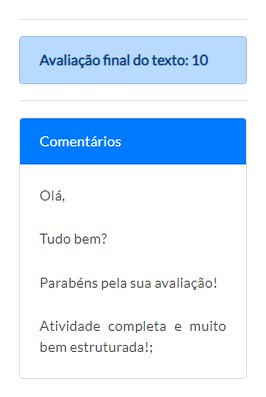 Avaliação final do texto: 10
Comentários
Olá,
Tudo bem?
Parabéns pela sua avaliação!
Atividade completa e muito
bem estruturada!;